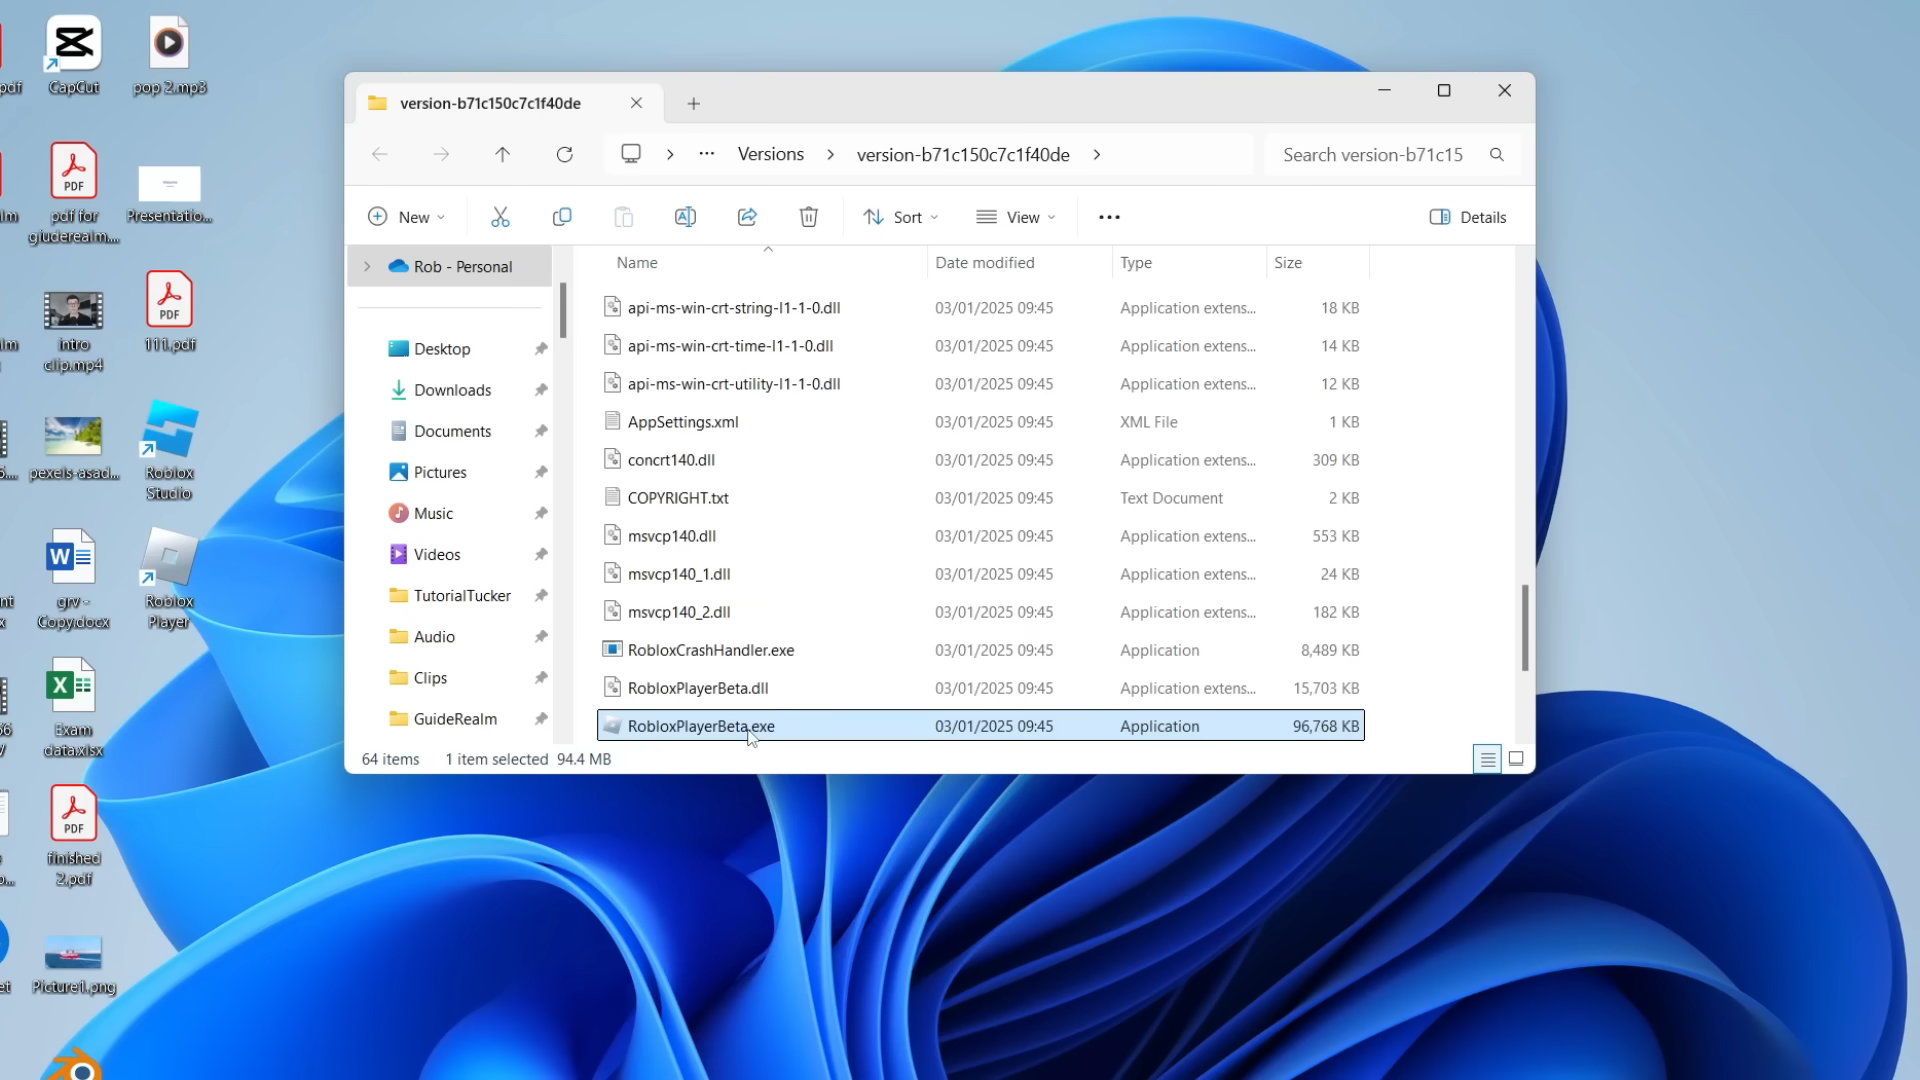 CapCut
pop 2.mp3
pdf
PDF
pdf for
gluderealm....
Presentatio...
lm
intro
clip.mp4
PDF
111.pdf
lm
pexels-asad...
Roblox
Studio
W
grv -
Copy.docx
Roblox
Player
nt
x
X
Exam
data.xlsx
PDF
finished
2.pdf
Picture1.png
et
version-b71c150c7c1f40de
Versions
version-b71c150c7c1f40de
Search version-b71c15
New
Sort
View
Details
Rob - Personal
Desktop
Downloads
Documents
Pictures
Music
Videos
TutorialTucker
Audio
Clips
GuideRealm
Name Date modified Type Size
api-ms-win-crt-string-l1-1-0.dll 03/01/2025 09:45 Application extens... 18 KB
api-ms-win-crt-time-l1-1-0.dll 03/01/2025 09:45 Application extens... 14 KB
api-ms-win-crt-utility-l1-1-0.dll 03/01/2025 09:45 Application extens... 12 KB
AppSettings.xml 03/01/2025 09:45 XML File 1 KB
concrt140.dll 03/01/2025 09:45 Application extens... 309 KB
COPYRIGHT.txt 03/01/2025 09:45 Text Document 2 KB
msvcp140.dll 03/01/2025 09:45 Application extens... 553 KB
msvcp140_1.dll 03/01/2025 09:45 Application extens... 24 KB
msvcp140_2.dll 03/01/2025 09:45 Application extens... 182 KB
RobloxCrashHandler.exe 03/01/2025 09:45 Application 8,489 KB
RobloxPlayerBeta.dll 03/01/2025 09:45 Application extens... 15,703 KB
RobloxPlayerBeta.exe 03/01/2025 09:45 Application 96,768 KB
64 items 1 item selected 94.4 MB